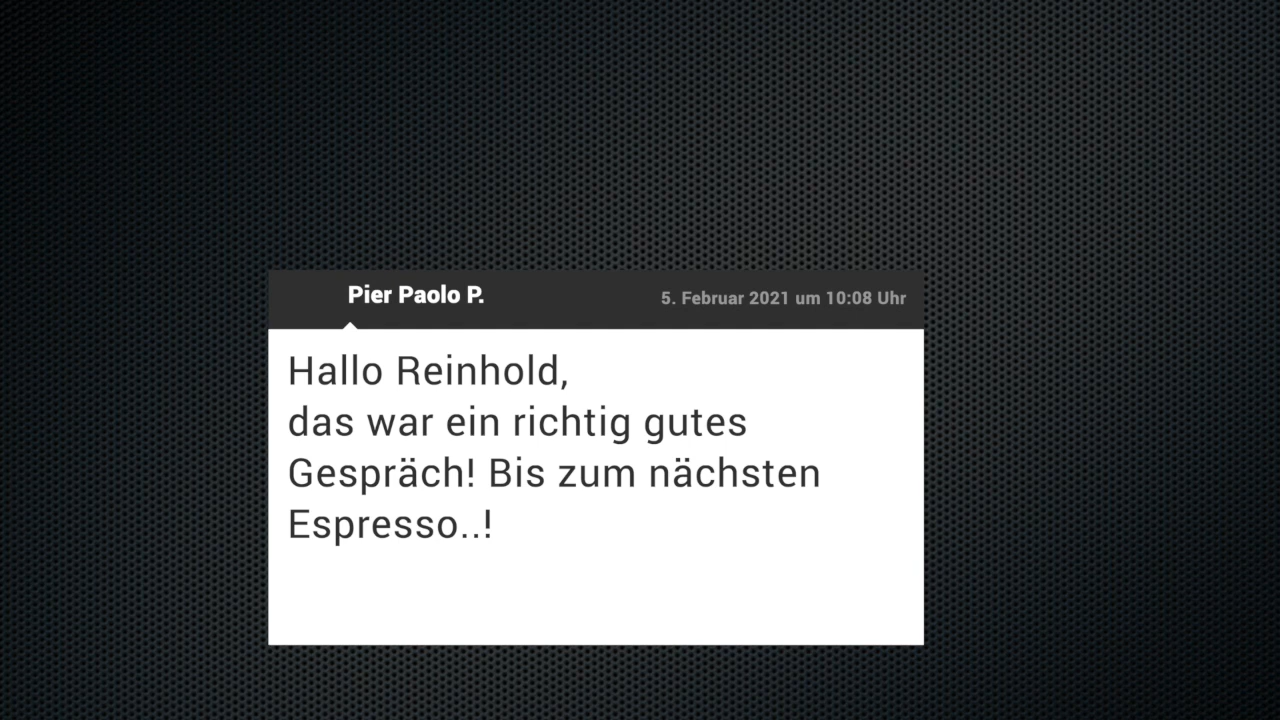 Pier Paolo P.
5. Februar 2021 um 10:08 Uhr
Hallo Reinhold,
das war ein richtig gutes
Gespräch! Bis zum nächsten
Espresso..!